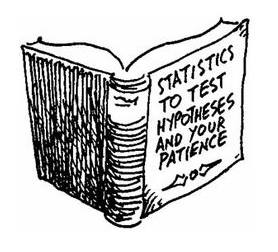 STATISTICS
TO TEST
HYPOTHESES
AND YOUR
PATIENCE